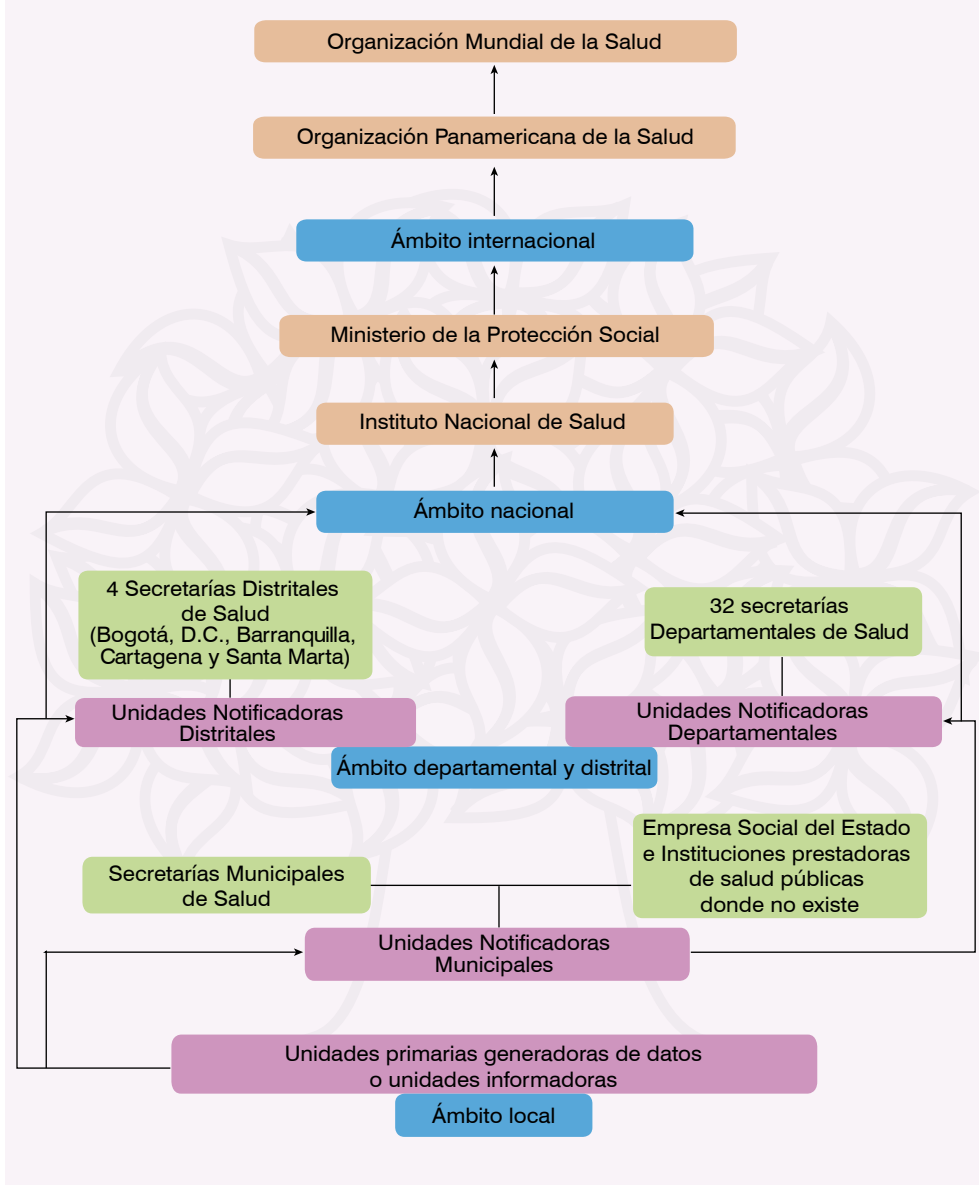 Organización Mundial de la Salud
Organización Panamericana de la Salud
Ámbito internacional
Ministerio de la Protección Social
Instituto Nacional de Salud
Ámbito nacional
4 Secretarías Distritales
de Salud
(Bogotá, D.C., Barranquilla,
Cartagena y Santa Marta)
32 secretarías
Departamentales de Salud
Unidades Notificadoras
Distritales
Unidades Notificadoras
Departamentales
Ámbito departamental y distrital
Secretarías Municipales
de Salud
Empresa Social del Estado
e Instituciones prestadoras
de salud públicas
donde no existe
Unidades Notificadoras
Municipales
Unidades primarias generadoras de datos
o unidades informadoras
Ámbito local